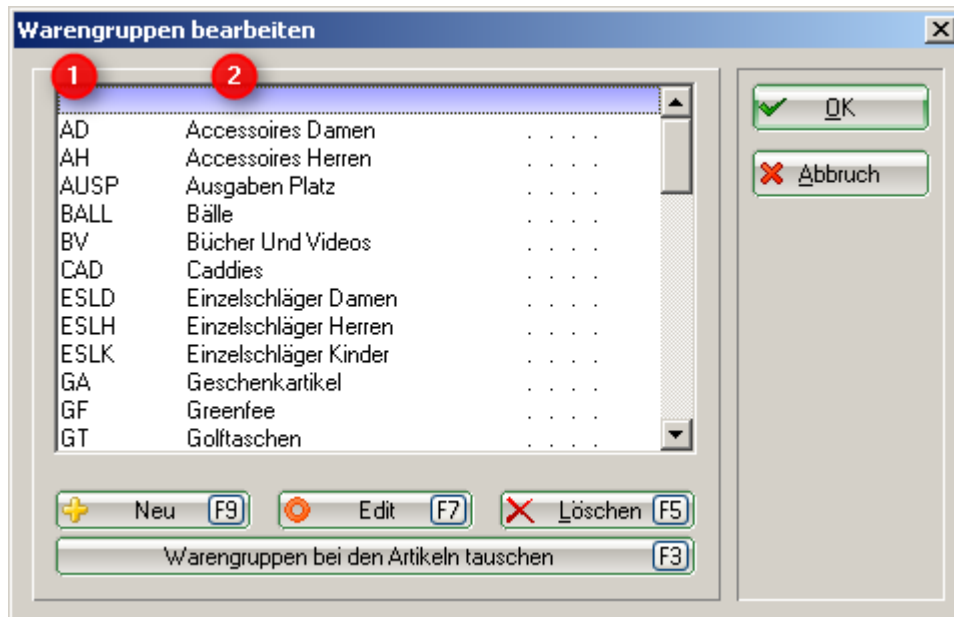 Warengruppen bearbeiten
1 2
AD Accessoires Damen . . . .
AH Accessoires Herren . . . .
AUSP Ausgaben Platz . . . .
BALL Bälle . . . .
BV Bücher Und Videos . . . .
CAD Caddies . . . .
ESLD Einzelschläger Damen . . . .
ESLH Einzelschläger Herren . . . .
ESLK Einzelschläger Kinder . . . .
GA Geschenkartikel . . . .
GF Greenfee . . . .
GT Golftaschen . . . .
OK
Abbruch
Neu F9 Edit F7 Löschen F5
Warengruppen bei den Artikeln tauschen F3